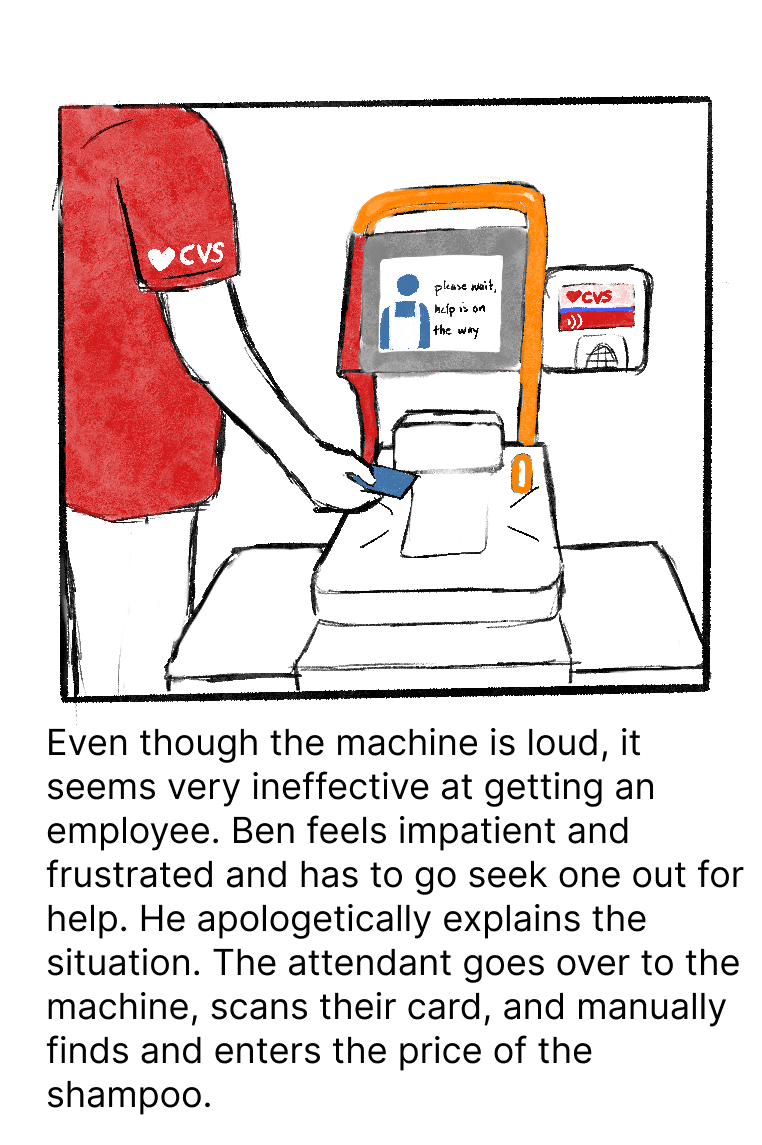 CVS
please wait,
help is on
the way
CVS
Even though the machine is loud, it
seems very ineffective at getting an
employee. Ben feels impatient and
frustrated and has to go seek one out for
help. He apologetically explains the
situation. The attendant goes over to the
machine, scans their card, and manually
finds and enters the price of the
shampoo.